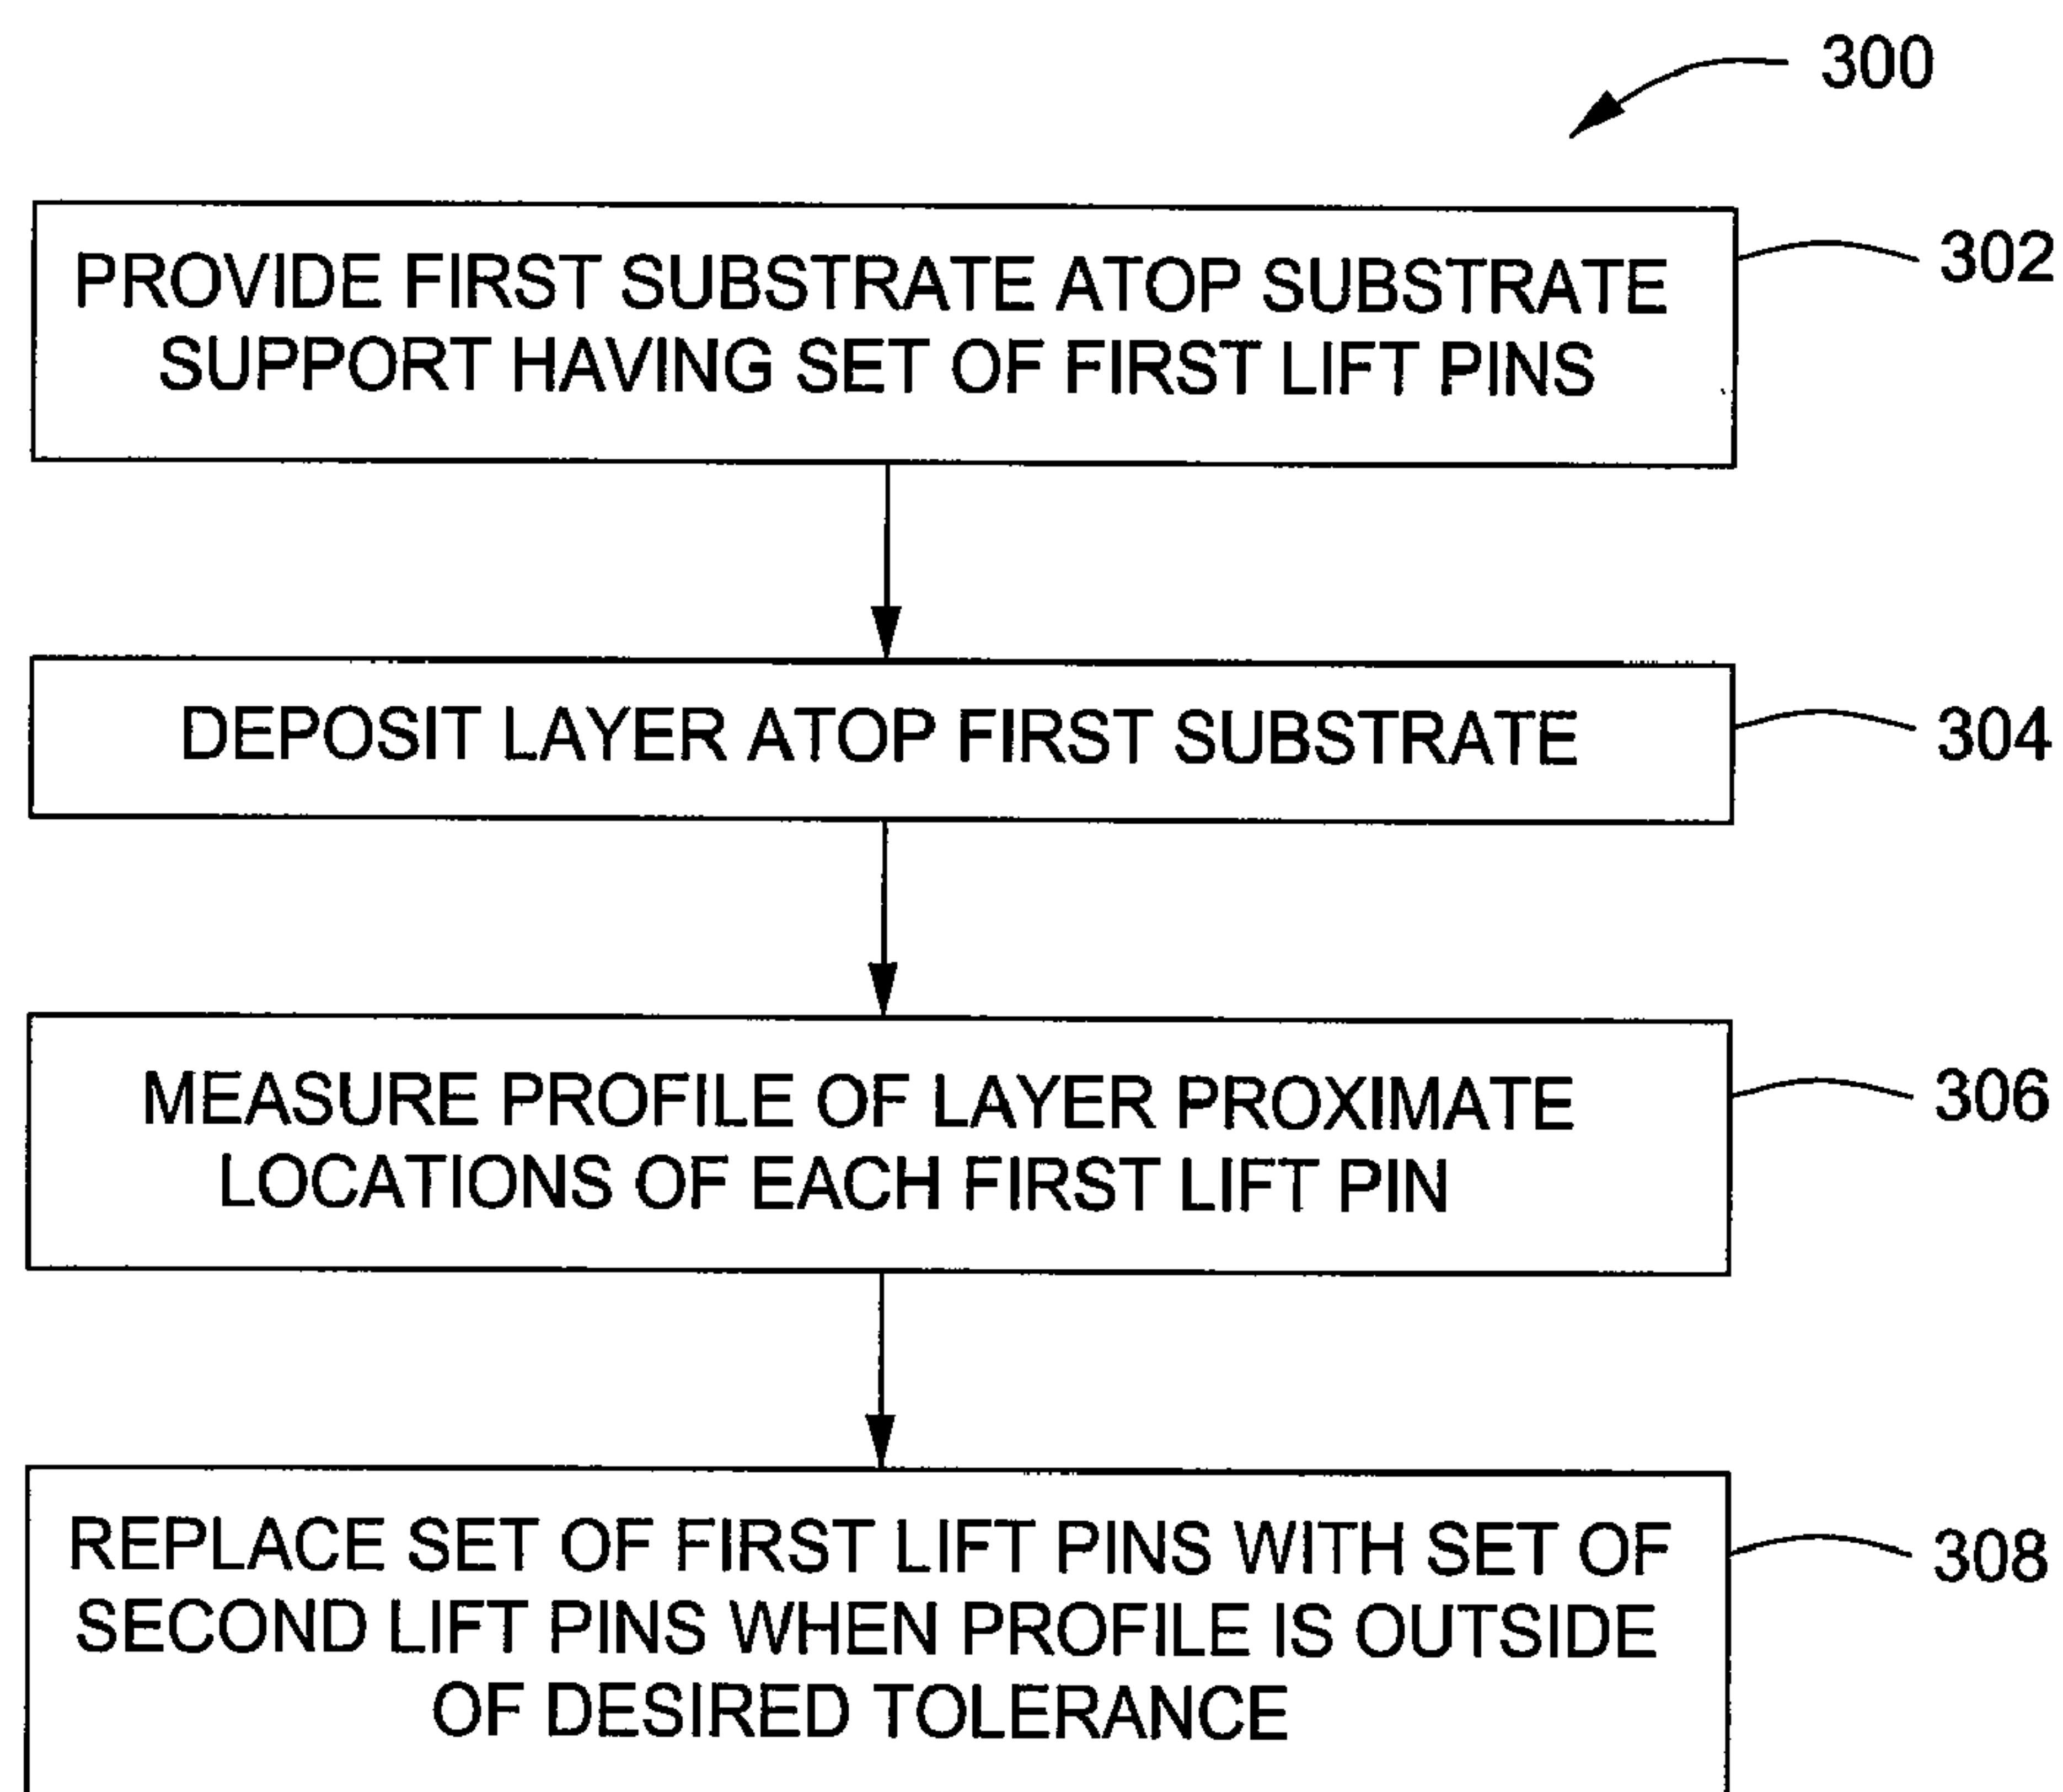 300
PROVIDE FIRST SUBSTRATE ATOP SUBSTRATE
SUPPORT HAVING SET OF FIRST LIFT PINS
302
DEPOSIT LAYER ATOP FIRST SUBSTRATE
304
MEASURE PROFILE OF LAYER PROXIMATE
LOCATIONS OF EACH FIRST LIFT PIN
306
REPLACE SET OF FIRST LIFT PINS WITH SET OF
SECOND LIFT PINS WHEN PROFILE IS OUTSIDE
OF DESIRED TOLERANCE
308